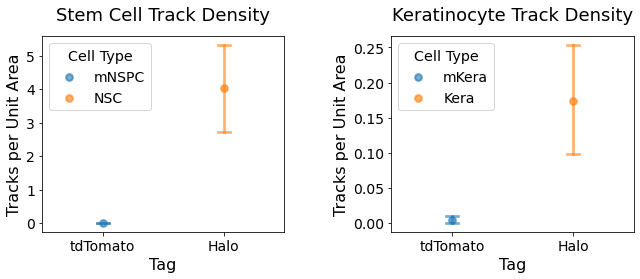 Stem Cell Track Density
Tracks per Unit Area
5
4
3
2
1
0
Cell Type
mNSPC
NSC
tdTomato
Halo
Tag
Keratinocyte Track Density
Tracks per Unit Area
0.25
0.20
0.15
0.10
0.05
0.00
Cell Type
mKera
Kera
tdTomato
Halo
Tag